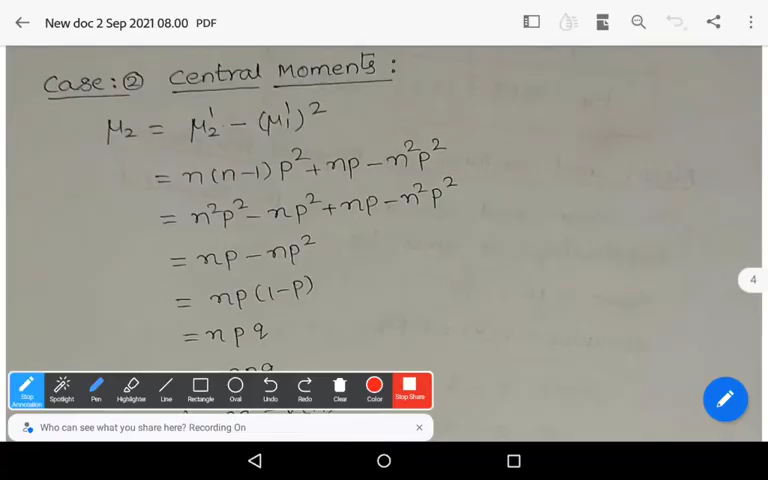 New doc 2 Sep 2021 08.00 PDF
Case: ② Central Moments:
μ₂ = μ₂' − (μ₁')²
= n(n−1)p² + np − n²p²
= n²p² − np² + np − n²p²
= np − np²
= np(1−p)
= npq
4
Stop Annotation Spotlight Pen Highlighter Line Rectangle Oval Undo Redo Clear Color Stop Share
Who can see what you share here? Recording On